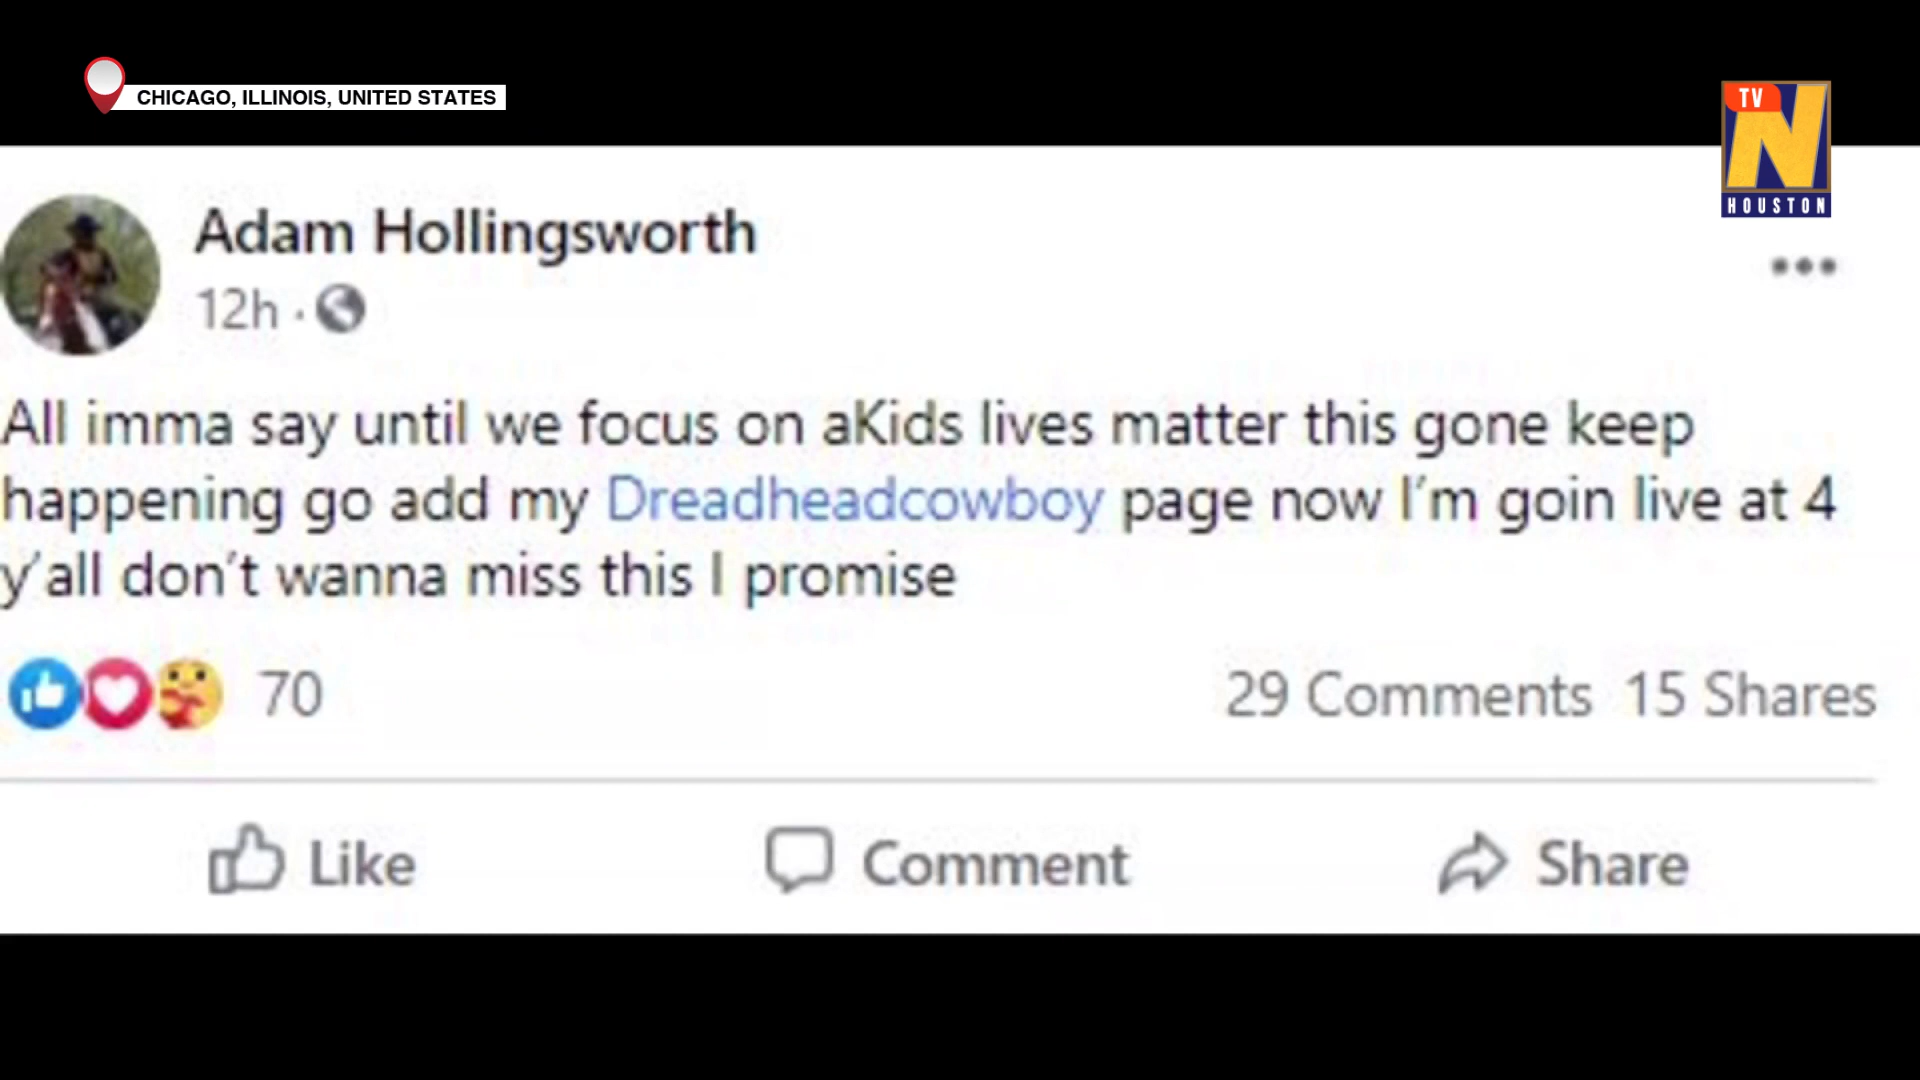 CHICAGO, ILLINOIS, UNITED STATES
TV
N
HOUSTON
Adam Hollingsworth
12h ·
All imma say until we focus on aKids lives matter this gone keep
happening go add my Dreadheadcowboy page now I'm goin live at 4
y'all don't wanna miss this I promise
70
29 Comments 15 Shares
Like Comment Share